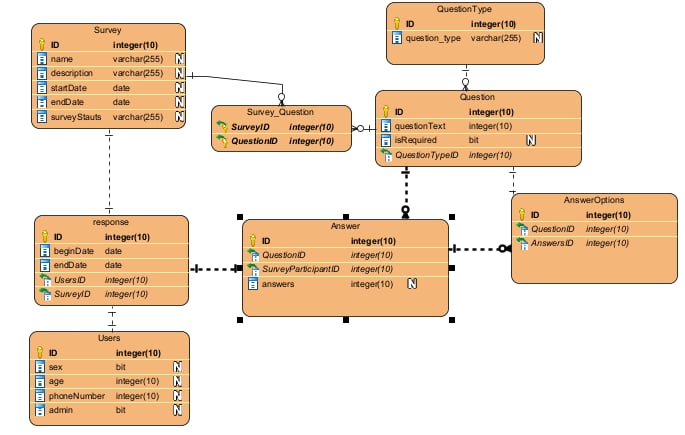 Survey
ID integer(10)
name varchar(255) N
description varchar(255) N
startDate date N
endDate date N
surveyStauts varchar(255) N
QuestionType
ID integer(10)
question_type varchar(255) N
Survey_Question
SurveyID integer(10)
QuestionID integer(10)
Question
ID integer(10)
questionText integer(10)
isRequired bit N
QuestionTypeID integer(10)
response
ID integer(10)
beginDate date
endDate date
UsersID integer(10)
SurveyID integer(10)
Answer
ID integer(10)
QuestionID integer(10)
SurveyParticipantID integer(10)
answers integer(10) N
AnswerOptions
ID integer(10)
QuestionID integer(10)
AnswersID integer(10)
Users
ID integer(10)
sex bit N
age integer(10) N
phoneNumber integer(10) N
admin bit N